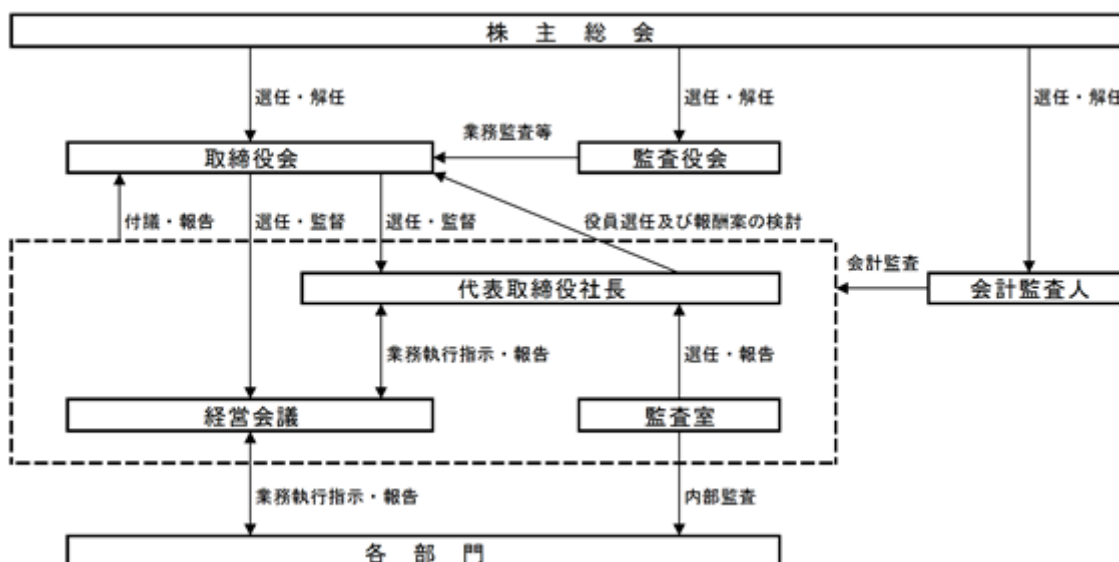 株主総会
選任・解任
選任・解任
選任・解任
業務監査等
取締役会
監査役会
付議・報告
選任・監督
選任・監督
役員選任及び報酬案の検討
会計監査
代表取締役社長
会計監査人
業務執行指示・報告
選任・報告
経営会議
監査室
業務執行指示・報告
内部監査
各部門